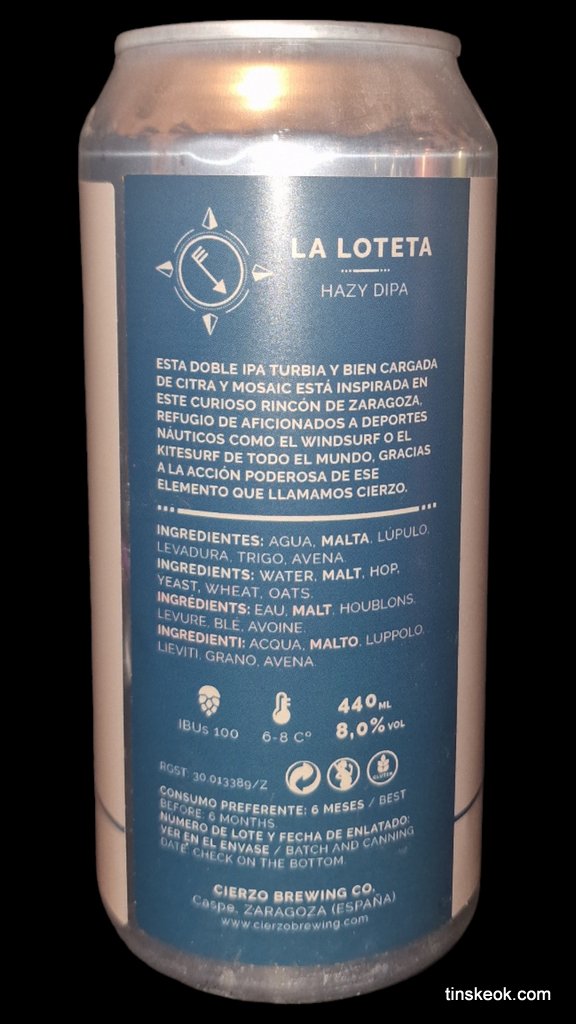 LA LOTETA
HAZY DIPA
ESTA DOBLE IPA TURBIA Y BIEN CARGADA
DE CITRA Y MOSAIC ESTÁ INSPIRADA EN
ESTE CURIOSO RINCÓN DE ZARAGOZA,
REFUGIO DE AFICIONADOS A DEPORTES
NÁUTICOS COMO EL WINDSURF O EL
KITESURF DE TODO EL MUNDO, GRACIAS
A LA ACCIÓN PODEROSA DE ESE
ELEMENTO QUE LLAMAMOS CIERZO.
INGREDIENTES: AGUA, MALTA, LÚPULO,
LEVADURA, TRIGO, AVENA.
INGREDIENTS: WATER, MALT, HOP,
YEAST, WHEAT, OATS.
INGRÉDIENTS: EAU, MALT, HOUBLONS,
LEVURE, BLÉ, AVOINE.
INGREDIENTI: ACQUA, MALTO, LUPPOLO,
LIEVITI, GRANO, AVENA.
IBUs 100
6-8 Cº
440 ML
8,0% VOL
GLUTEN
RGST: 30.013389/Z
CONSUMO PREFERENTE: 6 MESES / BEST
BEFORE: 6 MONTHS
NÚMERO DE LOTE Y FECHA DE ENLATADO:
VER EN EL ENVASE / BATCH AND CANNING
DATE: CHECK ON THE BOTTOM.
CIERZO BREWING CO.
Caspe, ZARAGOZA (ESPAÑA)
www.cierzobrewing.com
tinskeok.com